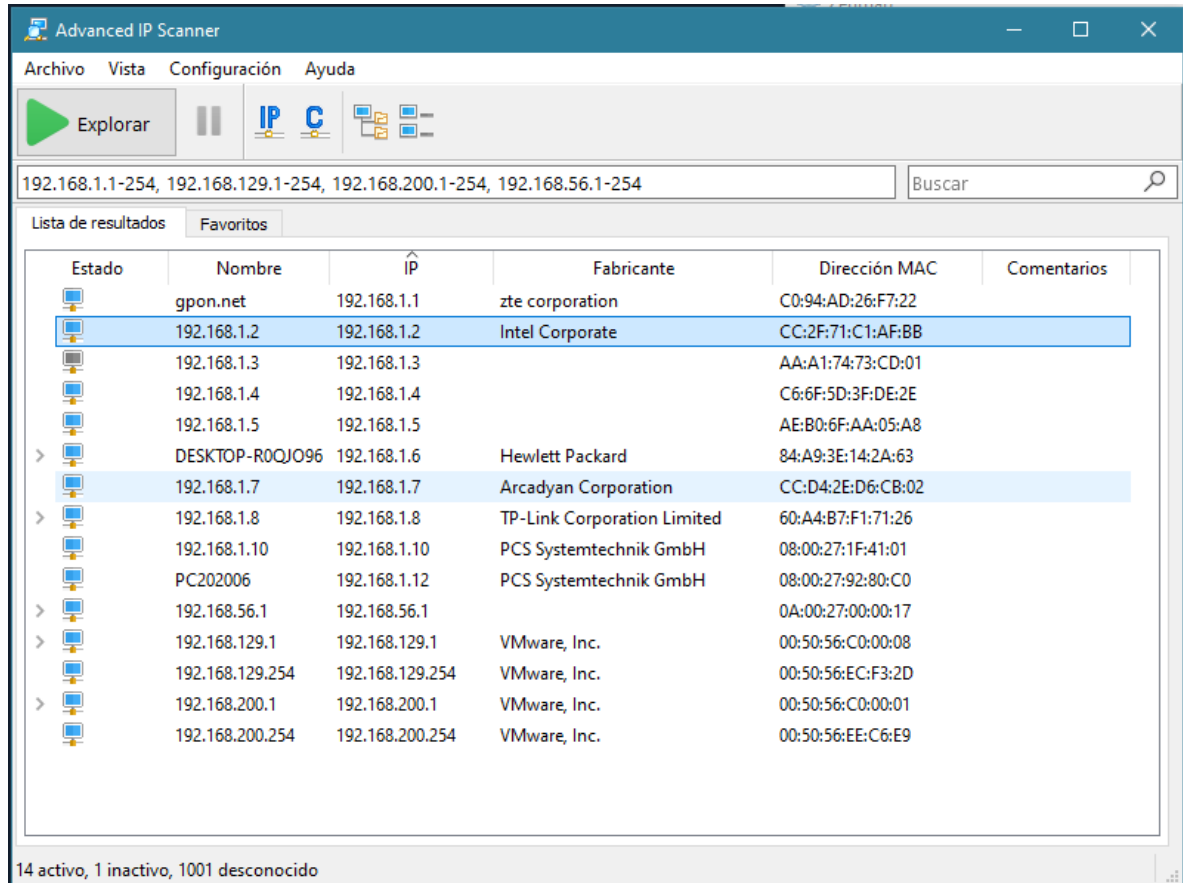 Advanced IP Scanner
Archivo Vista Configuración Ayuda
Explorar IP C
192.168.1.1-254, 192.168.129.1-254, 192.168.200.1-254, 192.168.56.1-254 Buscar
Lista de resultados Favoritos
Estado Nombre IP Fabricante Dirección MAC Comentarios
gpon.net 192.168.1.1 zte corporation C0:94:AD:26:F7:22
192.168.1.2 192.168.1.2 Intel Corporate CC:2F:71:C1:AF:BB
192.168.1.3 192.168.1.3 AA:A1:74:73:CD:01
192.168.1.4 192.168.1.4 C6:6F:5D:3F:DE:2E
192.168.1.5 192.168.1.5 AE:B0:6F:AA:05:A8
DESKTOP-R0QJO96 192.168.1.6 Hewlett Packard 84:A9:3E:14:2A:63
192.168.1.7 192.168.1.7 Arcadyan Corporation CC:D4:2E:D6:CB:02
192.168.1.8 192.168.1.8 TP-Link Corporation Limited 60:A4:B7:F1:71:26
192.168.1.10 192.168.1.10 PCS Systemtechnik GmbH 08:00:27:1F:41:01
PC202006 192.168.1.12 PCS Systemtechnik GmbH 08:00:27:92:80:C0
192.168.56.1 192.168.56.1 0A:00:27:00:00:17
192.168.129.1 192.168.129.1 VMware, Inc. 00:50:56:C0:00:08
192.168.129.254 192.168.129.254 VMware, Inc. 00:50:56:EC:F3:2D
192.168.200.1 192.168.200.1 VMware, Inc. 00:50:56:C0:00:01
192.168.200.254 192.168.200.254 VMware, Inc. 00:50:56:EE:C6:E9
14 activo, 1 inactivo, 1001 desconocido